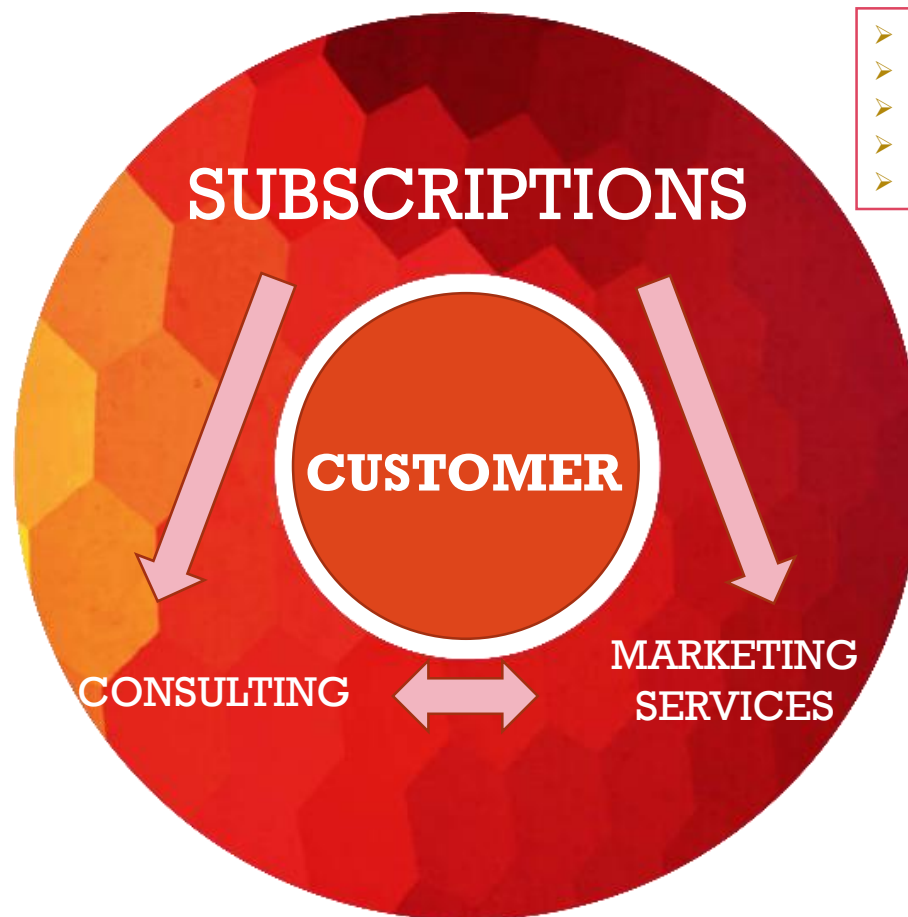 SUBSCRIPTIONS
CUSTOMER
CONSULTING
MARKETING
SERVICES